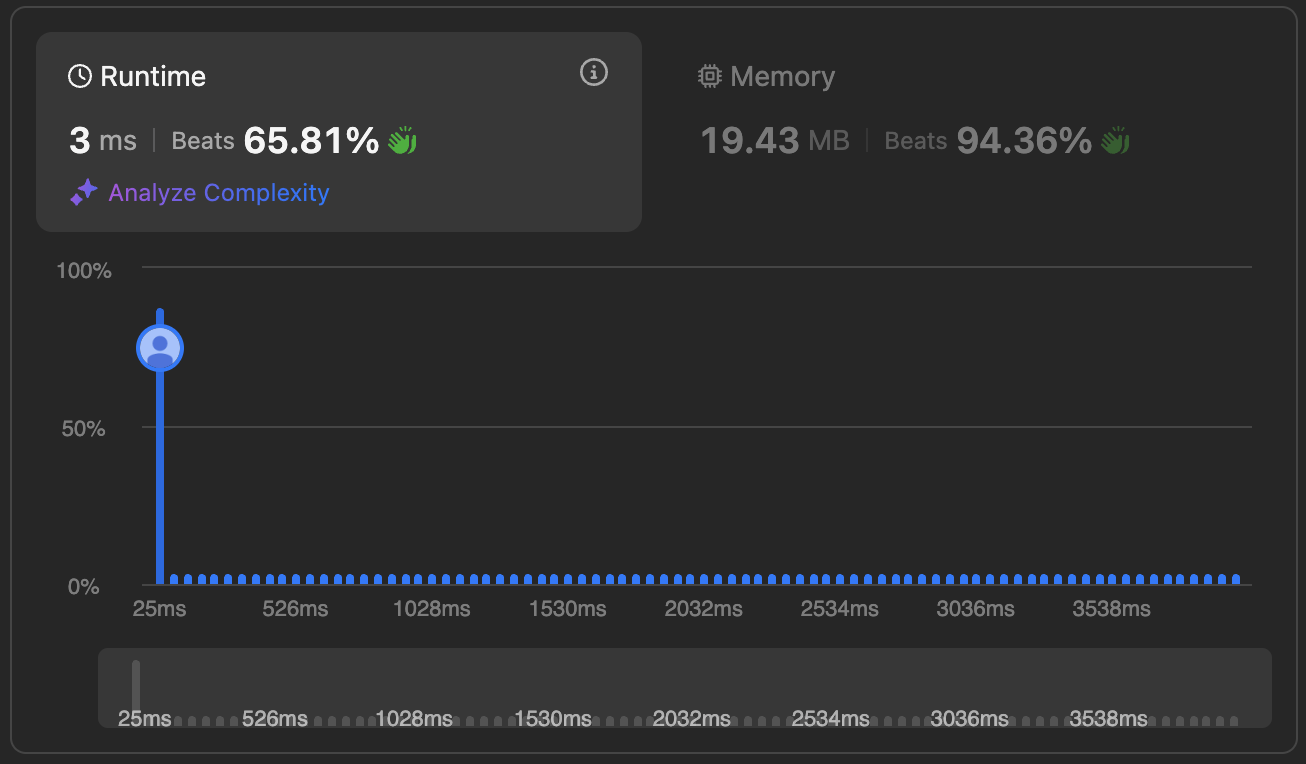 Runtime
3 ms | Beats 65.81%
Analyze Complexity
Memory
19.43 MB | Beats 94.36%
100%
50%
0%
25ms 526ms 1028ms 1530ms 2032ms 2534ms 3036ms 3538ms
25ms 526ms 1028ms 1530ms 2032ms 2534ms 3036ms 3538ms